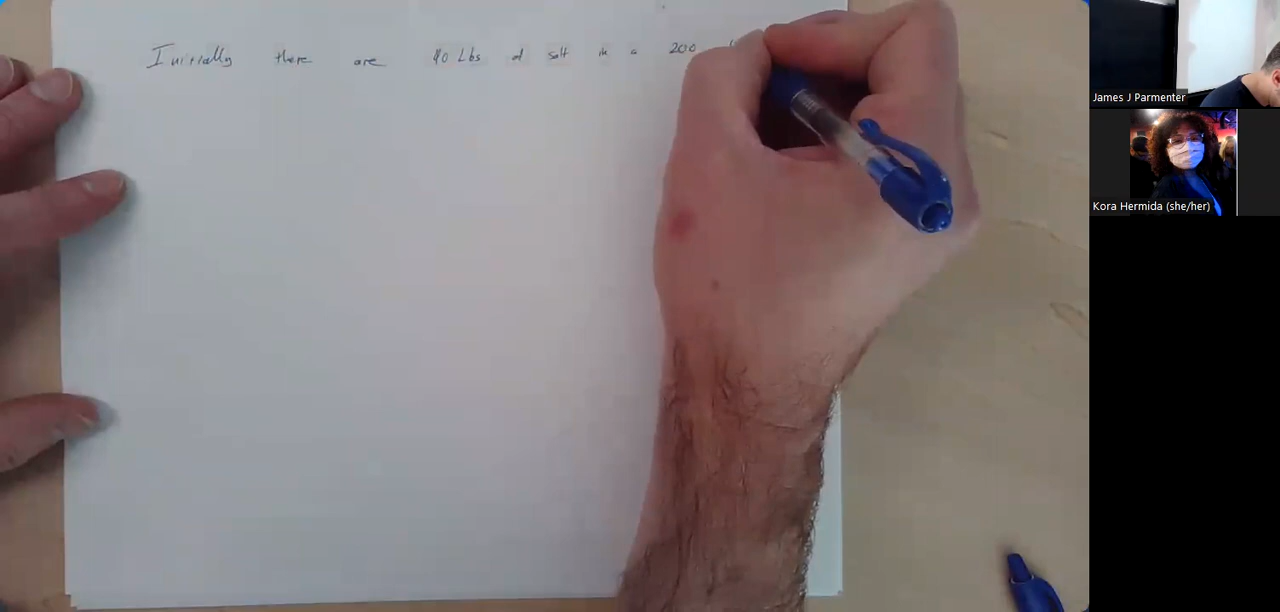 Initially there are 80 Lbs of salt in a 200
James J Parmenter
Kora Hermida (she/her)